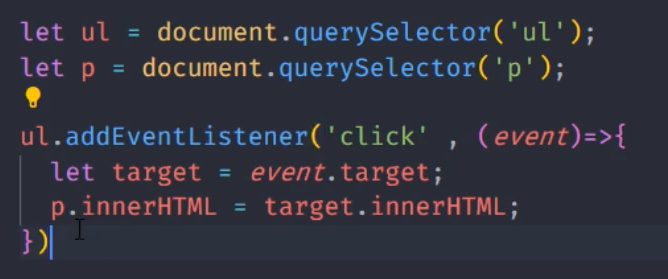 let ul = document.querySelector('ul');
let p = document.querySelector('p');
ul.addEventListener('click' , (event)=>{
let target = event.target;
p.innerHTML = target.innerHTML;
})